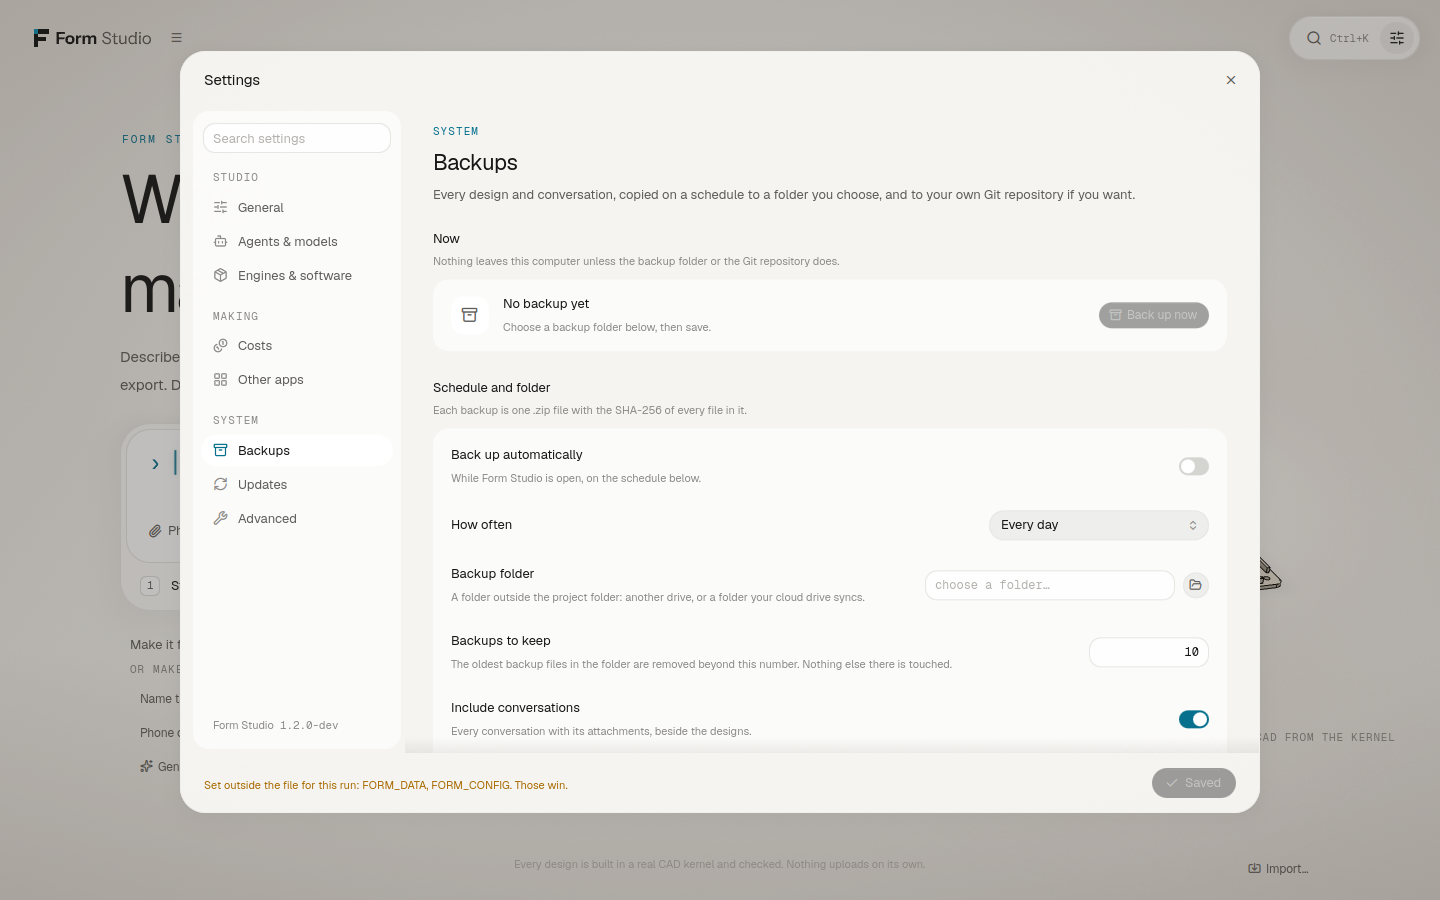 Form Studio
Ctrl+K
Settings
FORM ST
W
ma
Describe
export. D
Ph
1
S
Make it f
OR MAKE
Name t
Phone c
Gen
Search settings
STUDIO
General
Agents & models
Engines & software
MAKING
Costs
Other apps
SYSTEM
Backups
Updates
Advanced
Form Studio 1.2.0-dev
SYSTEM
Backups
Every design and conversation, copied on a schedule to a folder you choose, and to your own Git repository if you want.
Now
Nothing leaves this computer unless the backup folder or the Git repository does.
No backup yet
Choose a backup folder below, then save.
Back up now
Schedule and folder
Each backup is one .zip file with the SHA-256 of every file in it.
Back up automatically
While Form Studio is open, on the schedule below.
How often
Every day
Backup folder
A folder outside the project folder: another drive, or a folder your cloud drive syncs.
choose a folder…
Backups to keep
The oldest backup files in the folder are removed beyond this number. Nothing else there is touched.
10
Include conversations
Every conversation with its attachments, beside the designs.
Set outside the file for this run: FORM_DATA, FORM_CONFIG. Those win.
Saved
CAD FROM THE KERNEL
Every design is built in a real CAD kernel and checked. Nothing uploads on its own.
Import…